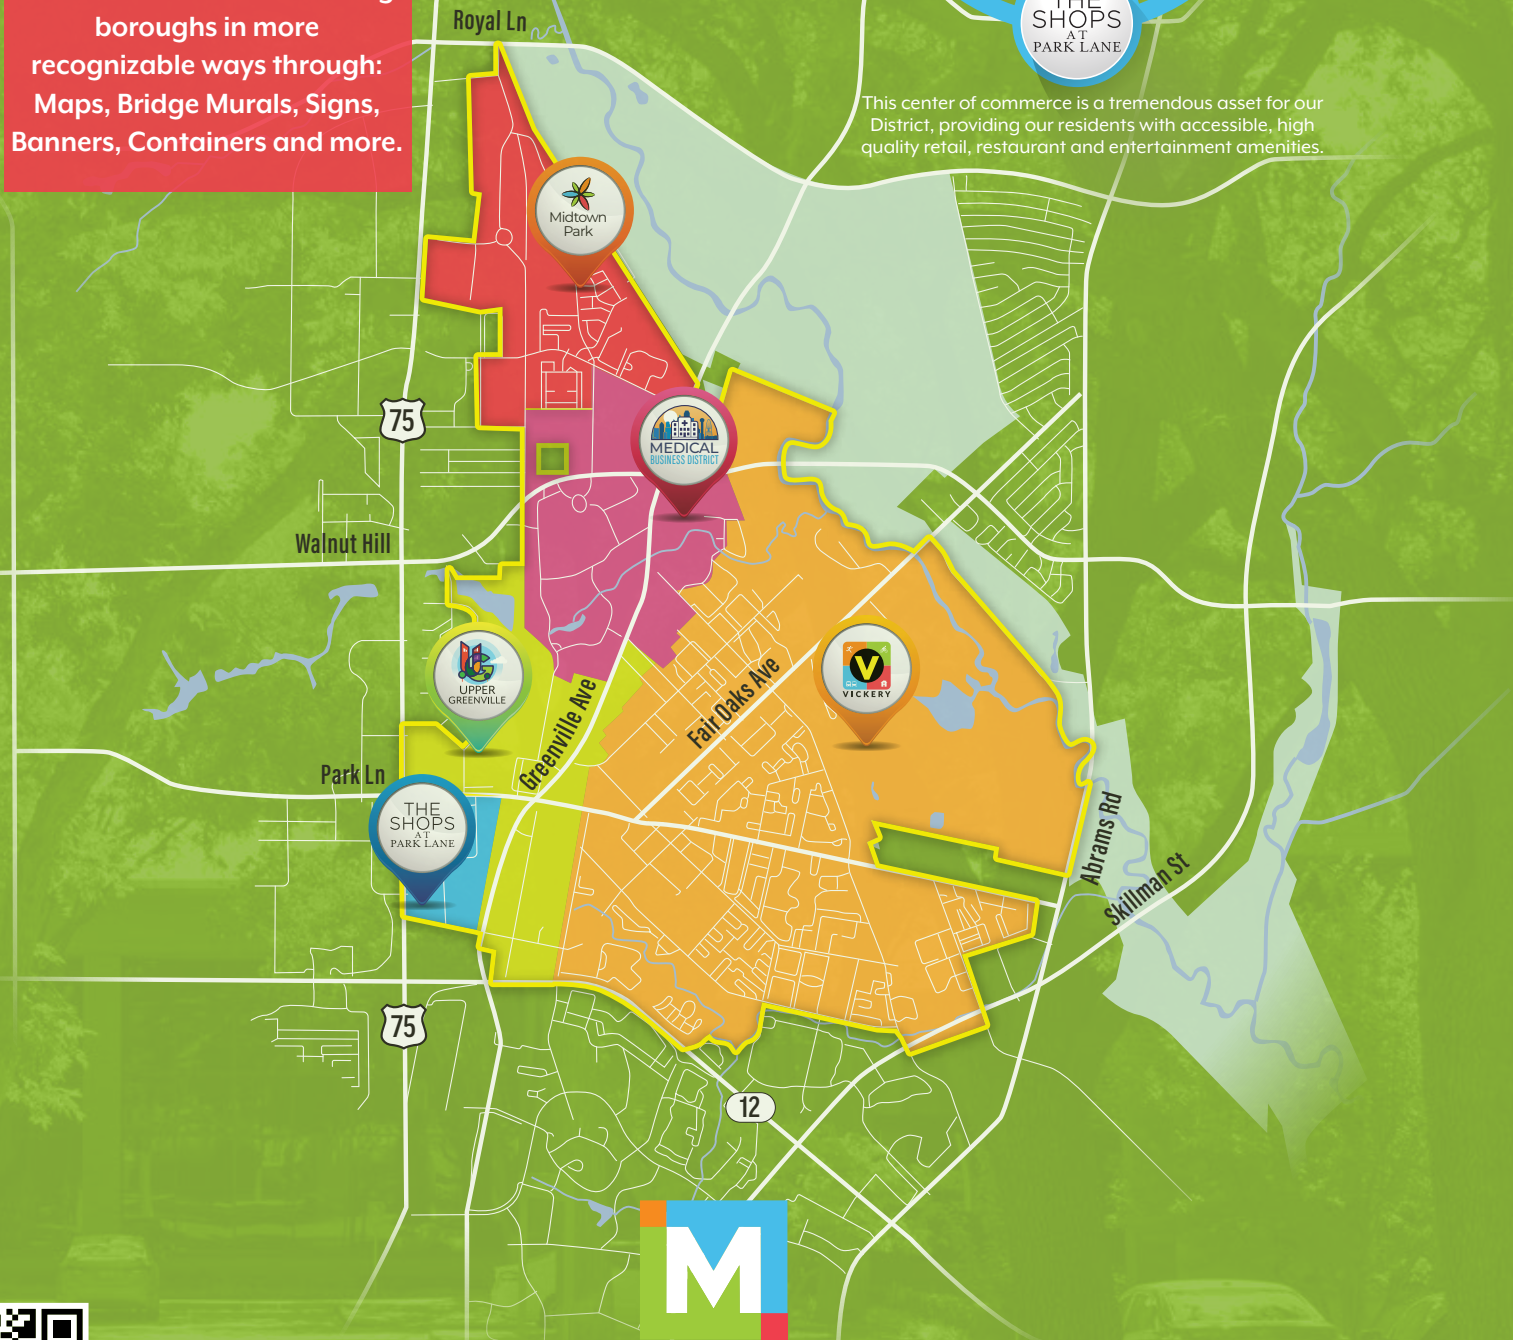 boroughs in more
recognizable ways through:
Maps, Bridge Murals, Signs,
Banners, Containers and more.
Royal Ln
THE
SHOPS
AT
PARK LANE
This center of commerce is a tremendous asset for our
District, providing our residents with accessible, high
quality retail, restaurant and entertainment amenities.
Midtown
Park
75
MEDICAL
BUSINESS DISTRICT
Walnut Hill
UPPER
GREENVILLE
V
VICKERY
Greenville Ave
Fair Oaks Ave
Park Ln
THE
SHOPS
AT
PARK LANE
Abrams Rd
Skillman St
75
12
M